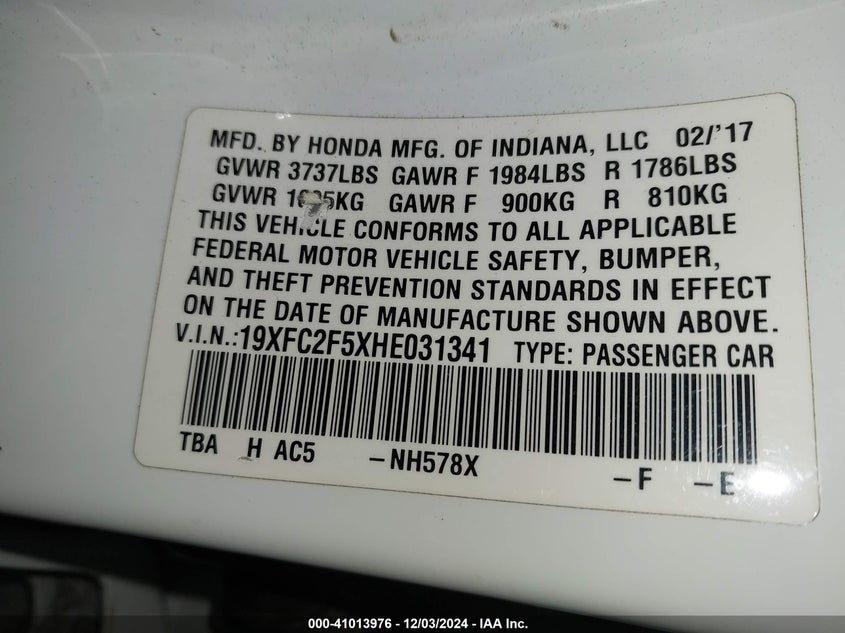 MFD. BY HONDA MFG. OF INDIANA, LLC 02/'17
GVWR 3737LBS GAWR F 1984LBS R 1786LBS
GVWR KG GAWR F 900KG R 810KG
THIS VEHICLE CONFORMS TO ALL APPLICABLE
FEDERAL MOTOR VEHICLE SAFETY, BUMPER,
AND THEFT PREVENTION STANDARDS IN EFFECT
ON THE DATE OF MANUFACTURE SHOWN ABOVE.
V.I.N.:19XFC2F5XHE031341 TYPE: PASSENGER CAR
TBA H AC5 -NH578X -F -E
000-41013976 - 12/03/2024 - IAA Inc.